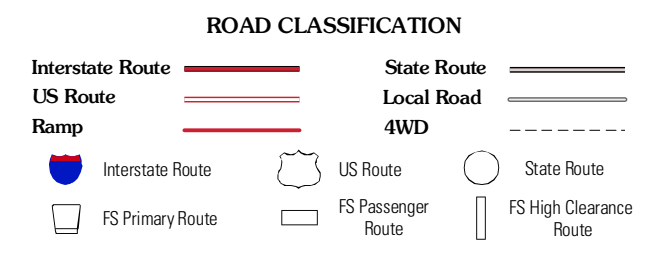 ROAD CLASSIFICATION
Interstate Route
State Route
US Route
Local Road
Ramp
4WD
Interstate Route
US Route
State Route
FS Primary Route
FS Passenger
Route
FS High Clearance
Route